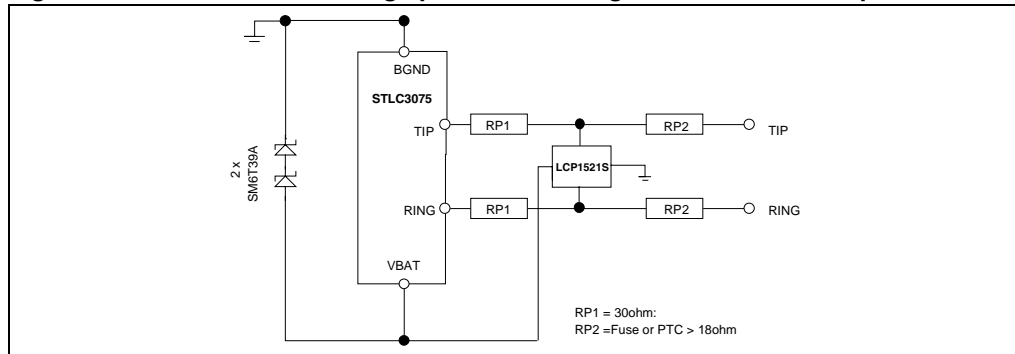 BGND
STLC3075
TIP
RP1
RP2
TIP
2 x
SM6T39A
LCP1521S
RING
RP1
RP2
RING
VBAT
RP1 = 30ohm:
RP2 =Fuse or PTC > 18ohm